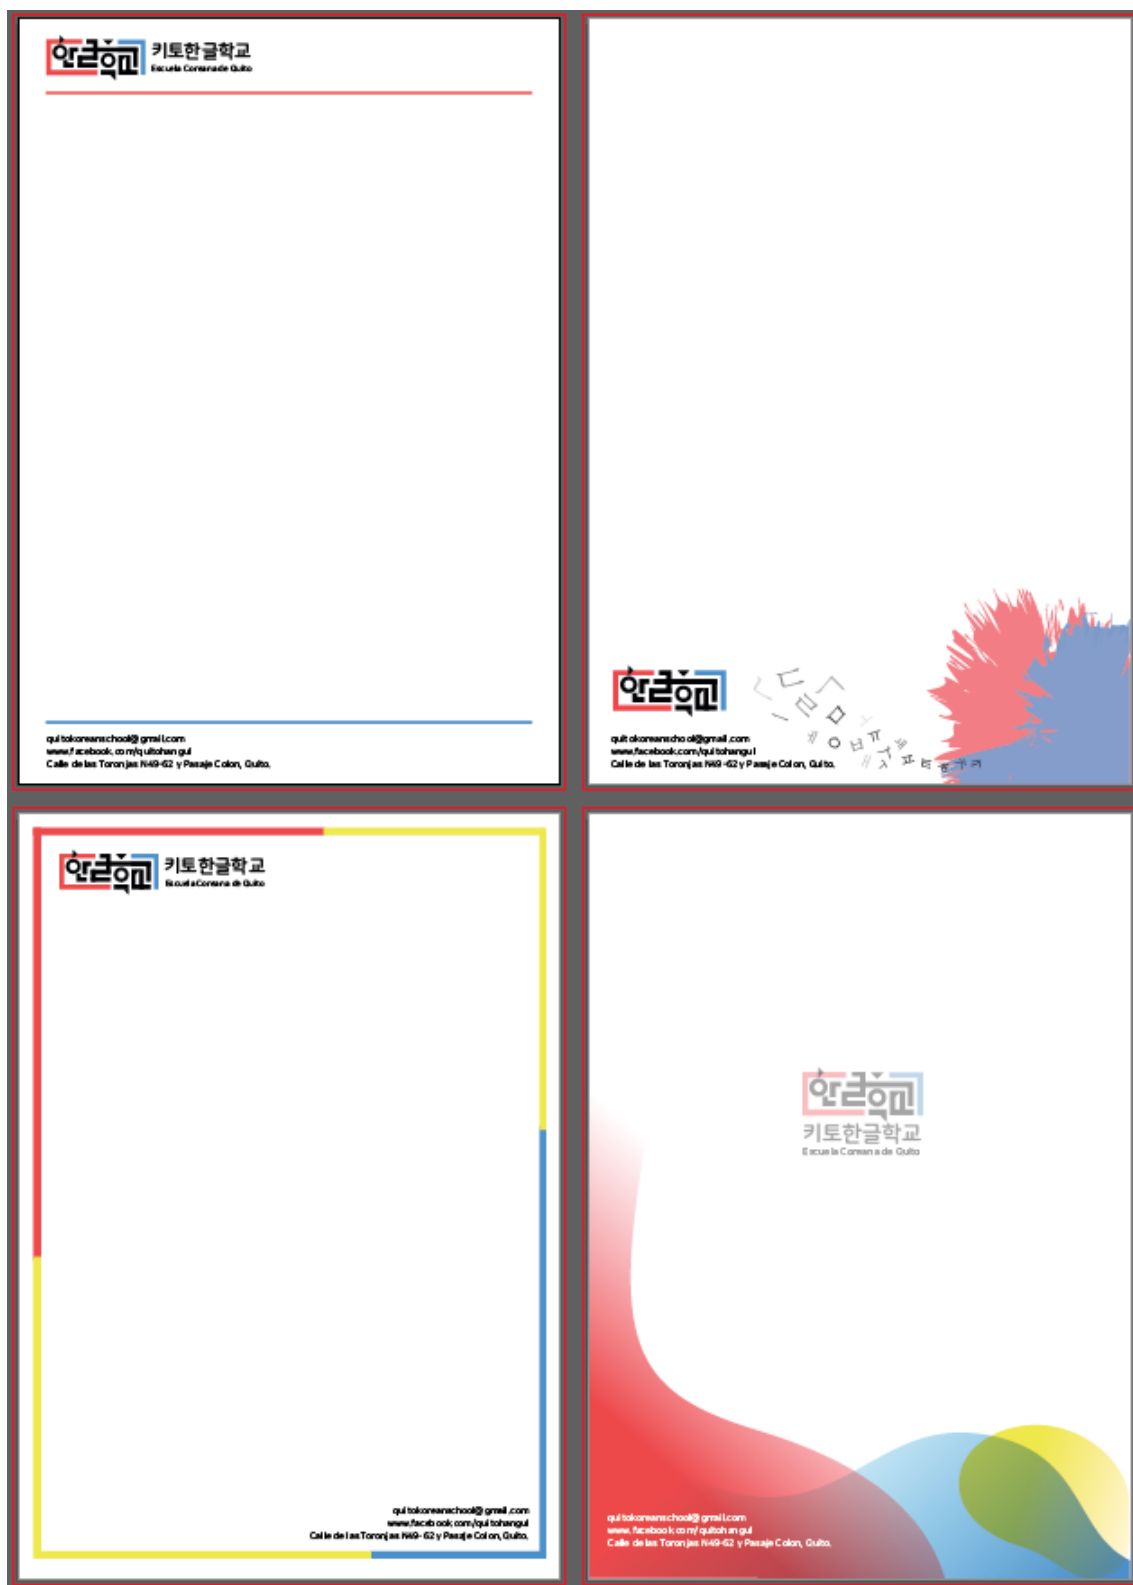 한글학교 키토한글학교
Escuela Coreana de Quito
quitokoreanschool@gmail.com
www.facebook.com/quitohangul
Calle de las Toronjas N49-62 y Pasaje Colon, Quito.
한글학교
ㄷ
ㄹ
ㅁ
ㅇ
ㅂ
ㅠ
quitokoreanschool@gmail.com
www.facebook.com/quitohangul
Calle de las Toronjas N49-62 y Pasaje Colon, Quito.
한글학교 키토한글학교
Escuela Coreana de Quito
quitokoreanschool@gmail.com
www.facebook.com/quitohangul
Calle de las Toronjas N49-62 y Pasaje Colon, Quito.
한글학교
키토한글학교
Escuela Coreana de Quito
quitokoreanschool@gmail.com
www.facebook.com/quitohangul
Calle de las Toronjas N49-62 y Pasaje Colon, Quito.